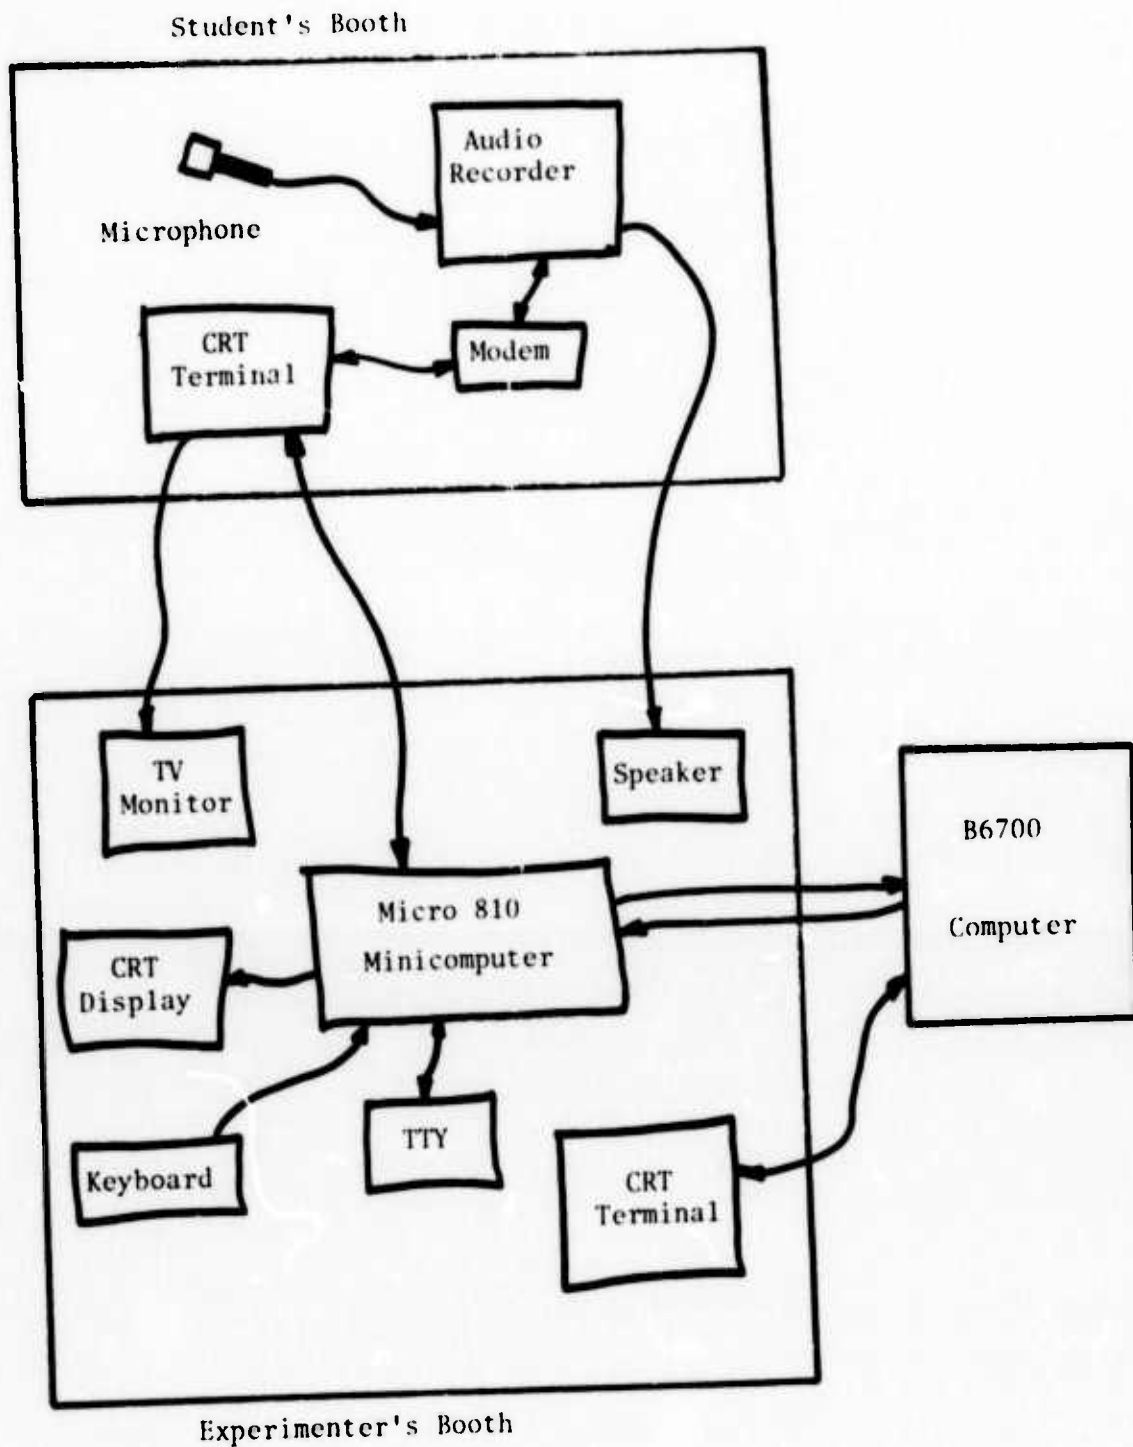 Student's Booth
Audio
Recorder
Microphone
CRT
Terminal
Modem
TV
Monitor
Speaker
B6700
Computer
Micro 810
Minicomputer
CRT
Display
TTY
Keyboard
CRT
Terminal
Experimenter's Booth